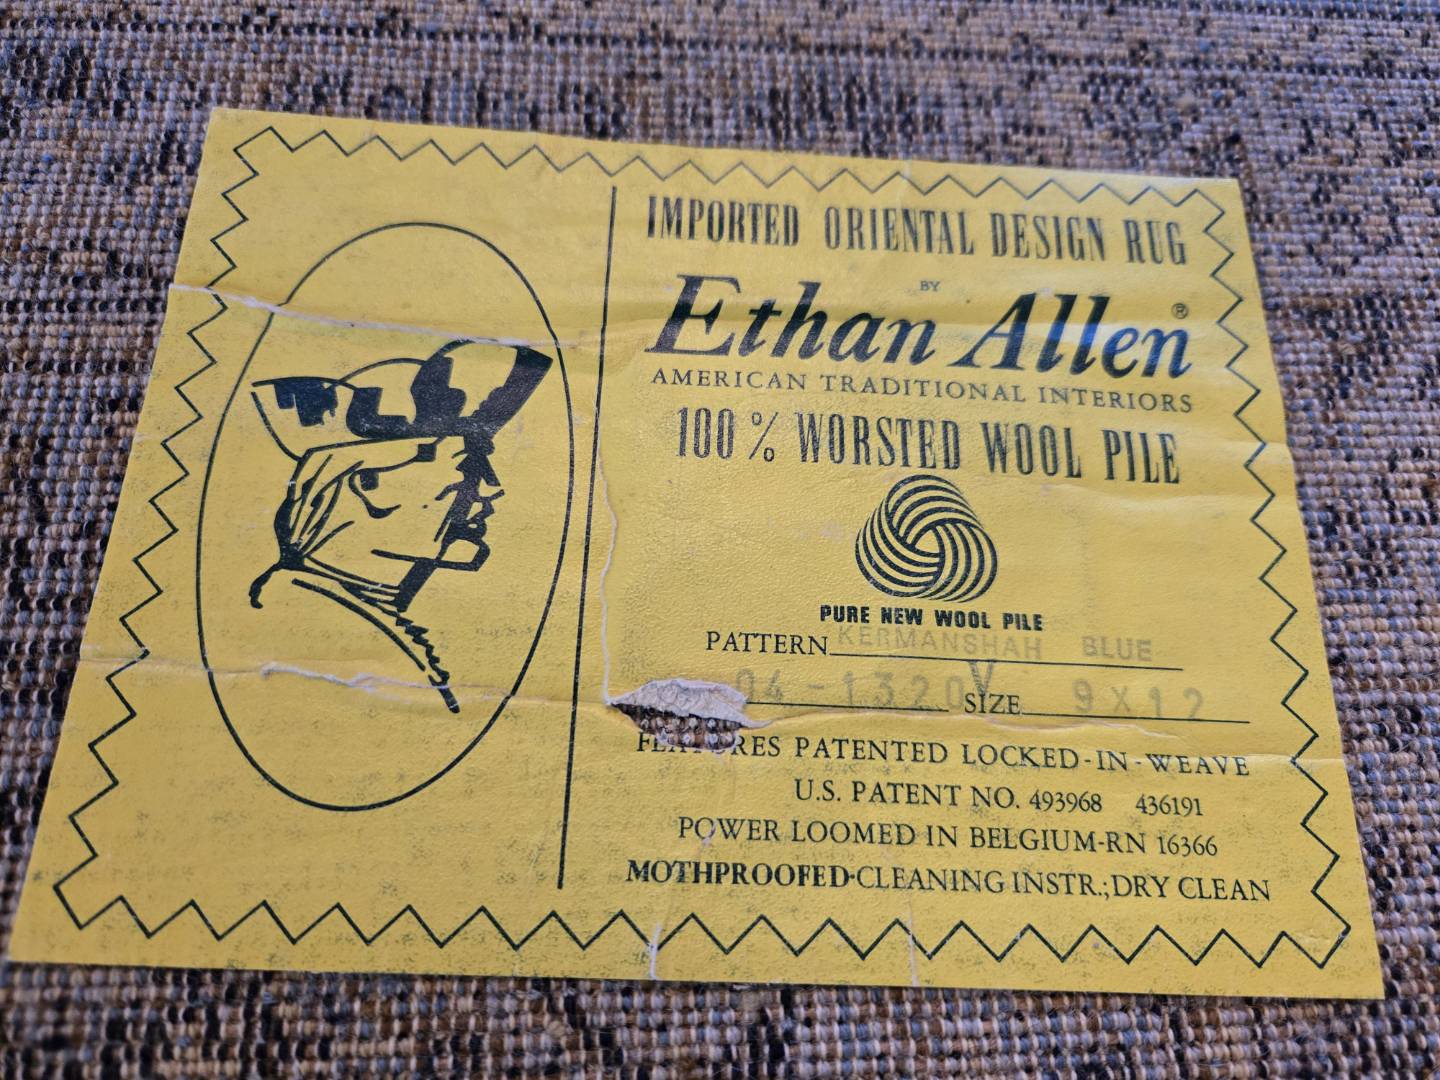 IMPORTED ORIENTAL DESIGN RUG
BY
Ethan Allen®
AMERICAN TRADITIONAL INTERIORS
100% WORSTED WOOL PILE
PURE NEW WOOL PILE
PATTERN KERMANSHAH BLUE
04-1320V SIZE 9X12
FEATURES PATENTED LOCKED-IN-WEAVE
U.S. PATENT NO. 493968 436191
POWER LOOMED IN BELGIUM-RN 16366
MOTHPROOFED·CLEANING INSTR.;DRY CLEAN